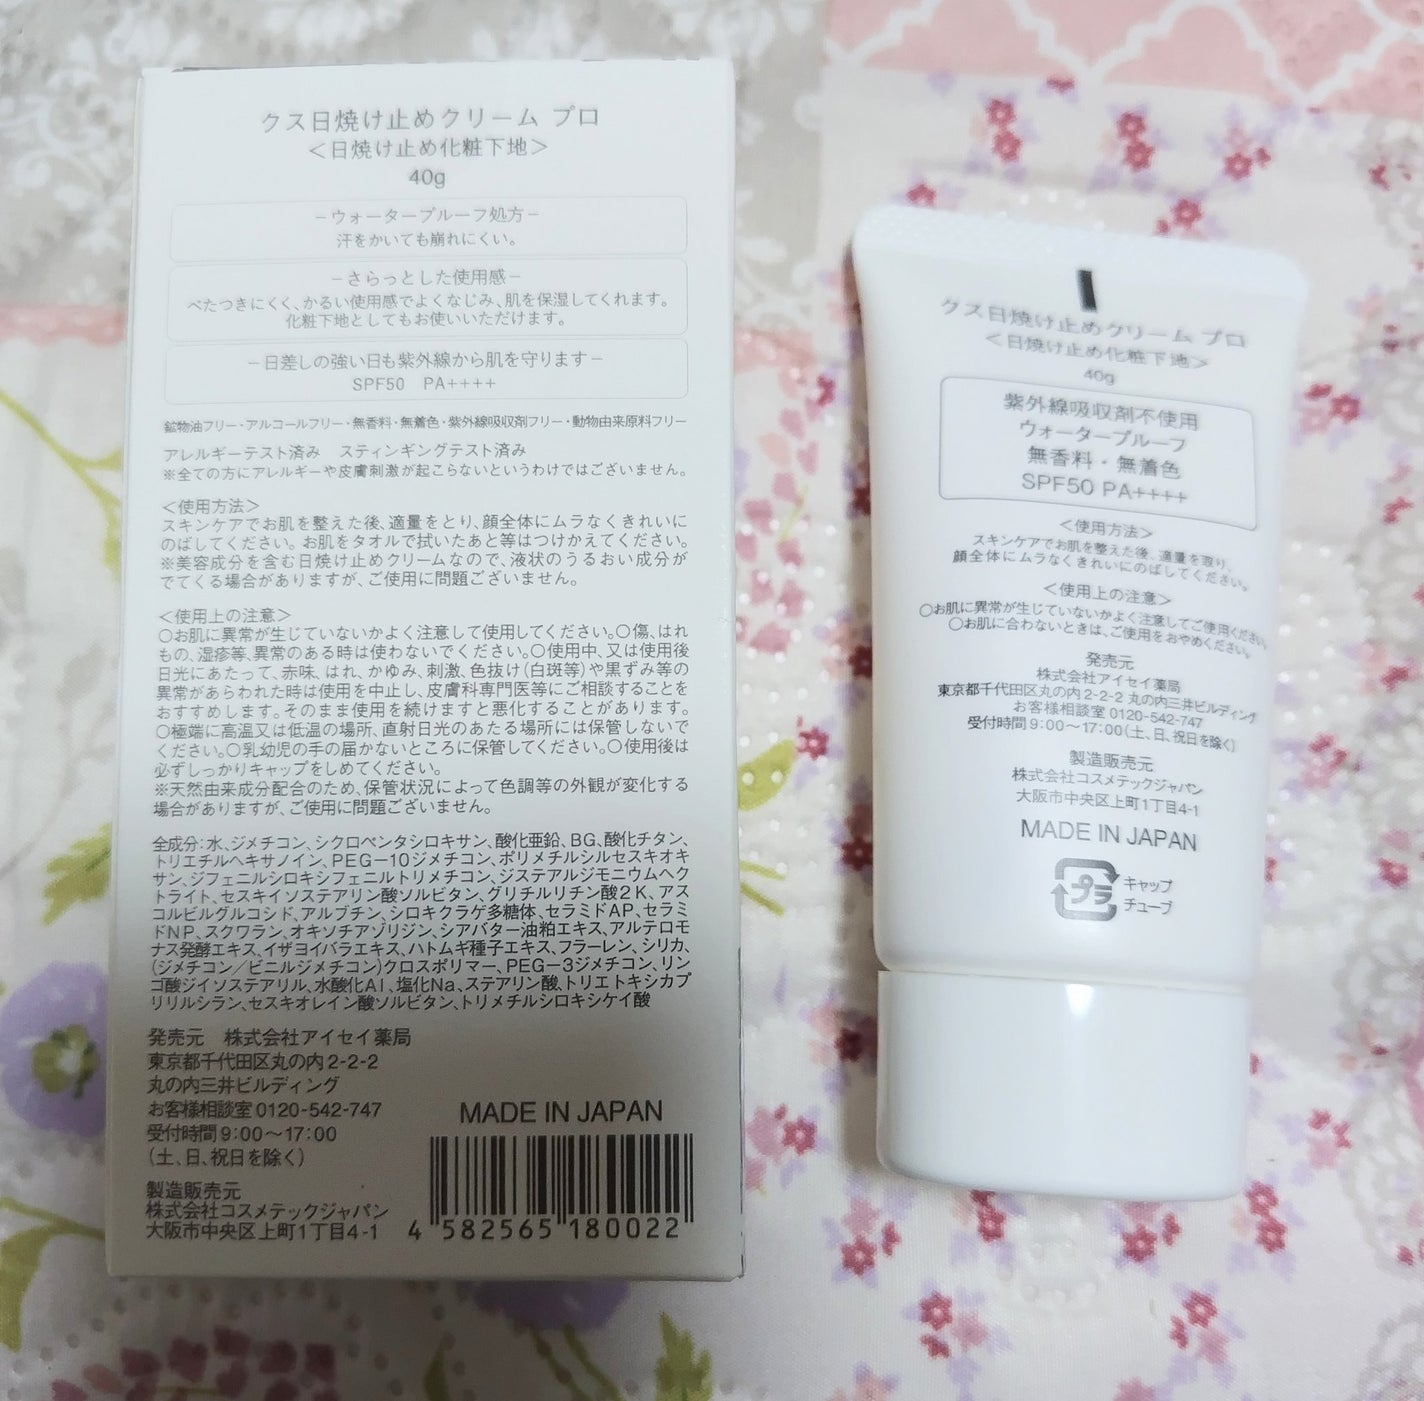 クス日焼け止めクリーム プロ
＜日焼け止め化粧下地＞
40g
－ウォータープルーフ処方－
汗をかいても崩れにくい。
－さらっとした使用感－
べたつきにくく、かるい使用感でよくなじみ、肌を保湿してくれます。
化粧下地としてもお使いいただけます。
－日差しの強い日も紫外線から肌を守ります－
SPF50　PA++++
鉱物油フリー・アルコールフリー・無香料・無着色・紫外線吸収剤フリー・動物由来原料フリー
アレルギーテスト済み　スティンギングテスト済み
※全ての方にアレルギーや皮膚刺激が起こらないというわけではございません。
＜使用方法＞
スキンケアでお肌を整えた後、適量をとり、顔全体にムラなくきれいに
のばしてください。お肌をタオルで拭いたあと等はつけかえてください。
※美容成分を含む日焼け止めクリームなので、液状のうるおい成分が
でてくる場合がありますが、ご使用に問題ございません。
＜使用上の注意＞
○お肌に異常が生じていないかよく注意して使用してください。○傷、はれ
もの、湿疹等、異常のある時は使わないでください。○使用中、又は使用後
日光にあたって、赤味、はれ、かゆみ、刺激、色抜け(白斑等)や黒ずみ等の
異常があらわれた時は使用を中止し、皮膚科専門医等にご相談することを
おすすめします。そのまま使用を続けますと悪化することがあります。
○極端に高温又は低温の場所、直射日光のあたる場所には保管しないで
ください。○乳幼児の手の届かないところに保管してください。○使用後は
必ずしっかりキャップをしめてください。
※天然由来成分配合のため、保管状況によって色調等の外観が変化する
場合がありますが、ご使用に問題ございません。
全成分:水、ジメチコン、シクロペンタシロキサン、酸化亜鉛、BG、酸化チタン、
トリエチルヘキサノイン、PEG－10ジメチコン、ポリメチルシルセスキオキ
サン、ジフェニルシロキシフェニルトリメチコン、ジステアルジモニウムヘク
トライト、セスキイソステアリン酸ソルビタン、グリチルリチン酸2K、アス
コルビルグルコシド、アルブチン、シロキクラゲ多糖体、セラミドAP、セラミ
ドNP、スクワラン、オキソチアゾリジン、シアバター油粕エキス、アルテロモ
ナス発酵エキス、イザヨイバラエキス、ハトムギ種子エキス、フラーレン、シリカ、
(ジメチコン／ビニルジメチコン)クロスポリマー、PEG－3ジメチコン、リン
ゴ酸ジイソステアリル、水酸化Al、塩化Na、ステアリン酸、トリエトキシカプ
リリルシラン、セスキオレイン酸ソルビタン、トリメチルシロキシケイ酸
発売元　株式会社アイセイ薬局
東京都千代田区丸の内2-2-2
丸の内三井ビルディング
お客様相談室 0120-542-747
受付時間 9:00～17:00
(土、日、祝日を除く)
製造販売元
株式会社コスメテックジャパン
大阪市中央区上町1丁目4-1
MADE IN JAPAN
4 582565 180022
クス日焼け止めクリーム プロ
＜日焼け止め化粧下地＞
40g
紫外線吸収剤不使用
ウォータープルーフ
無香料・無着色
SPF50 PA++++
＜使用方法＞
スキンケアでお肌を整えた後、適量を取り、
顔全体にムラなくきれいにのばしてください。
＜使用上の注意＞
○お肌に異常が生じていないかよく注意してご使用ください。
○お肌に合わないときは、ご使用をおやめください。
発売元
株式会社アイセイ薬局
東京都千代田区丸の内2-2-2 丸の内三井ビルディング
お客様相談室 0120-542-747
受付時間 9:00～17:00(土、日、祝日を除く)
製造販売元
株式会社コスメテックジャパン
大阪市中央区上町1丁目4-1
MADE IN JAPAN
プラ
キャップ
チューブ